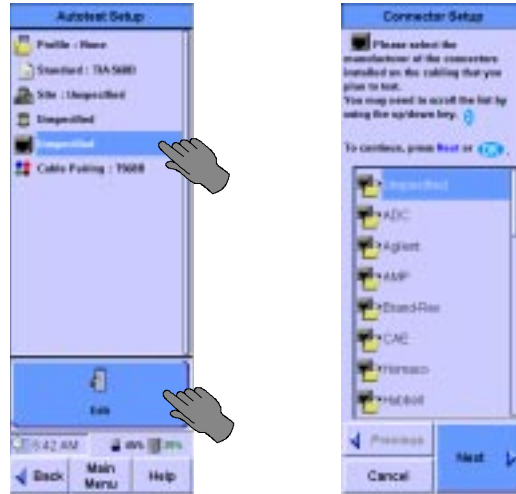 Autotest Setup
Profile : None
Standard : TIA-568B
Site : Unspecified
Unspecified
Unspecified
Cable Pairing : T568B
Edit
6:42 AM
Back
Main
Menu
Help
Connector Setup
Please select the
manufacturer of the connectors
installed on the cabling that you
plan to test.
You may need to scroll the list by
using the up/down key.
To continue, press Next or OK .
Unspecified
ADC
Agilent
AMP
Brand-Rex
CAE
Hubbell
Previous
Next
Cancel